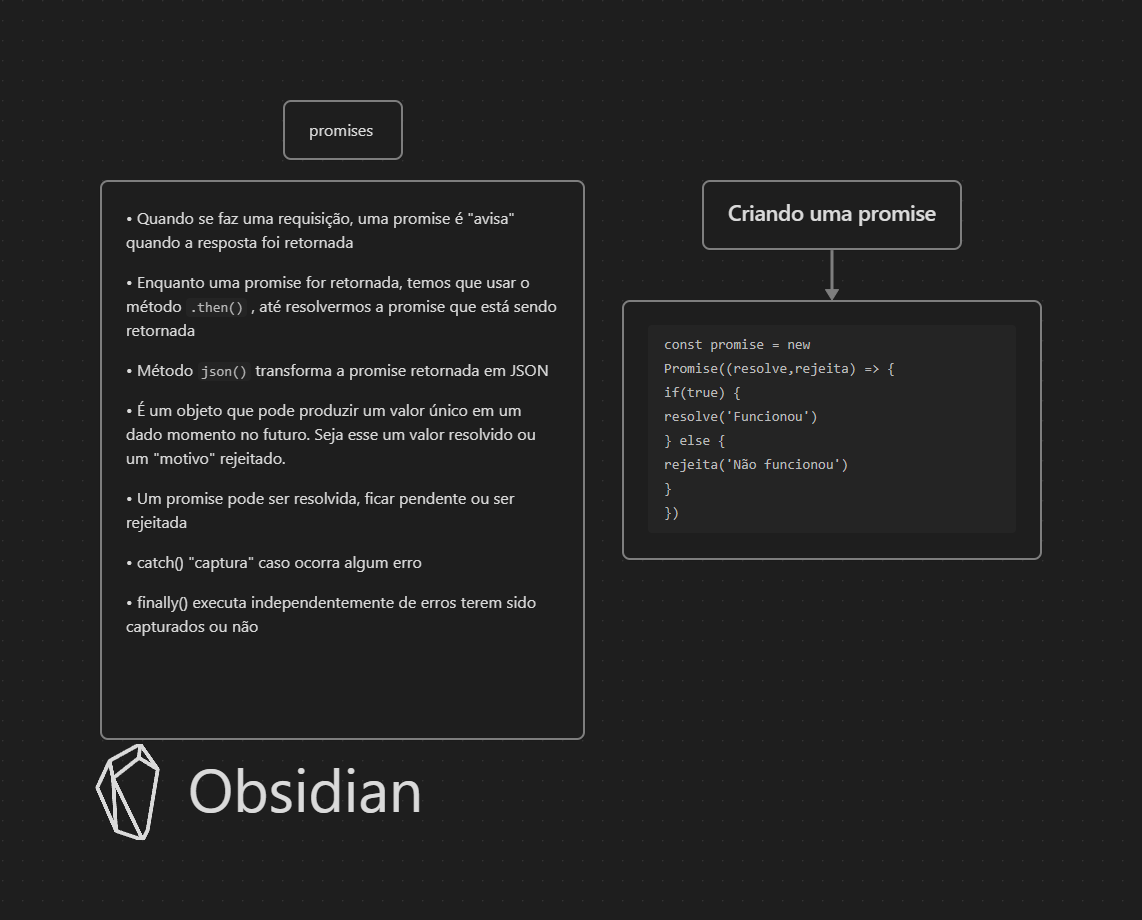 promises
• Quando se faz uma requisição, uma promise é "avisa"
quando a resposta foi retornada
• Enquanto uma promise for retornada, temos que usar o
método .then() , até resolvermos a promise que está sendo
retornada
• Método json() transforma a promise retornada em JSON
• É um objeto que pode produzir um valor único em um
dado momento no futuro. Seja esse um valor resolvido ou
um "motivo" rejeitado.
• Um promise pode ser resolvida, ficar pendente ou ser
rejeitada
• catch() "captura" caso ocorra algum erro
• finally() executa independentemente de erros terem sido
capturados ou não
Criando uma promise
const promise = new
Promise((resolve,rejeita) => {
if(true) {
resolve('Funcionou')
} else {
rejeita('Não funcionou')
}
})
Obsidian